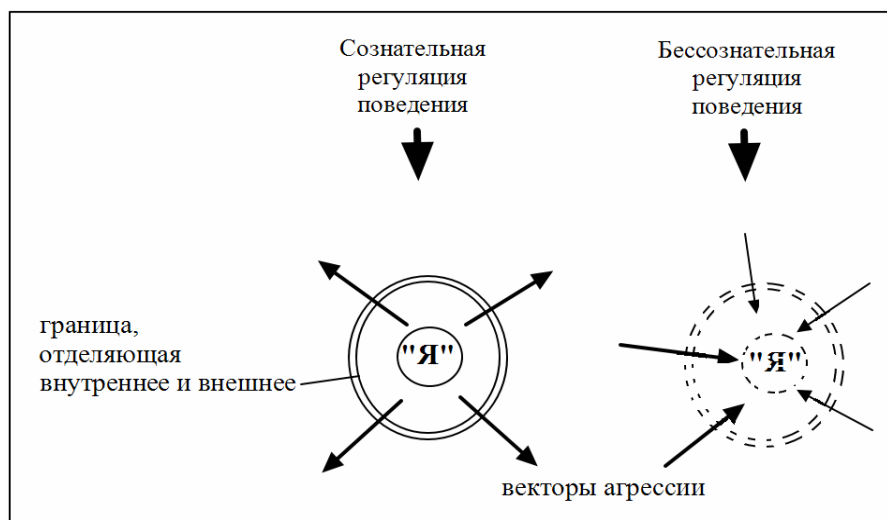 Сознательная
регуляция
поведения
Бессознательная
регуляция
поведения
граница,
отделяющая
внутреннее и внешнее
"Я"
"Я"
векторы агрессии